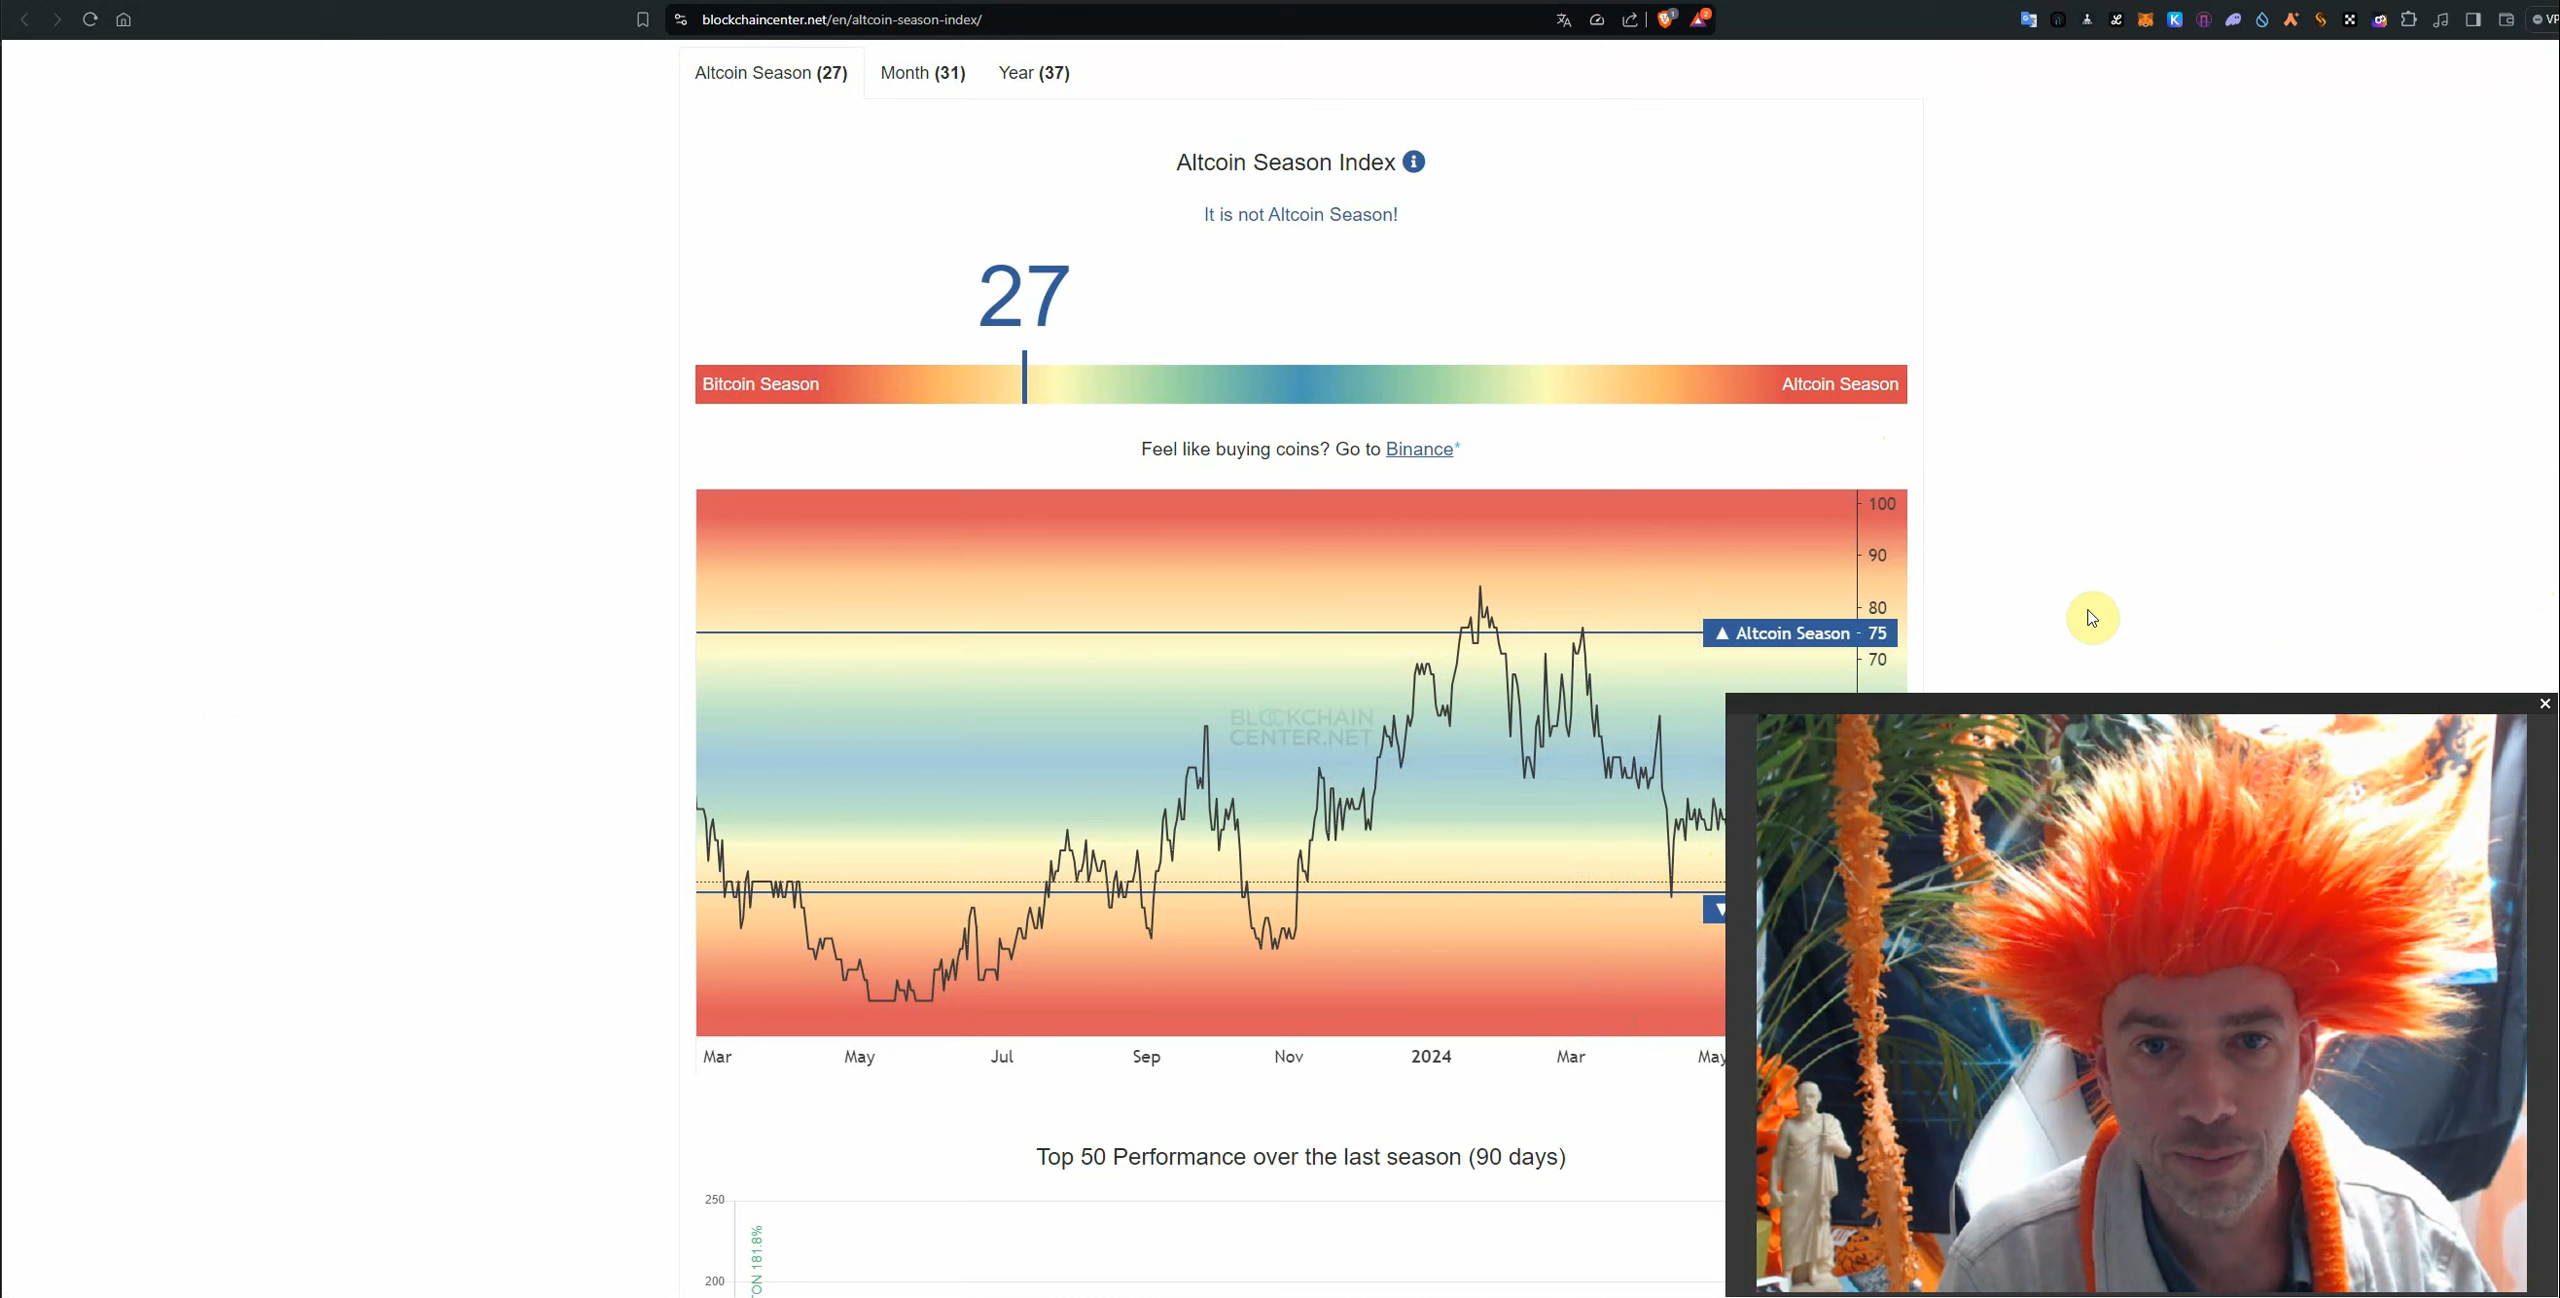 blockchaincenter.net/en/altcoin-season-index/
Altcoin Season (27) Month (31) Year (37)
Altcoin Season Index
It is not Altcoin Season!
27
Bitcoin Season Altcoin Season
Feel like buying coins? Go to Binance*
100
90
80
▲ Altcoin Season - 75
70
BLOCKCHAIN
CENTER.NET
▼
Mar May Jul Sep Nov 2024 Mar May
Top 50 Performance over the last season (90 days)
250
200
TON 181.8%